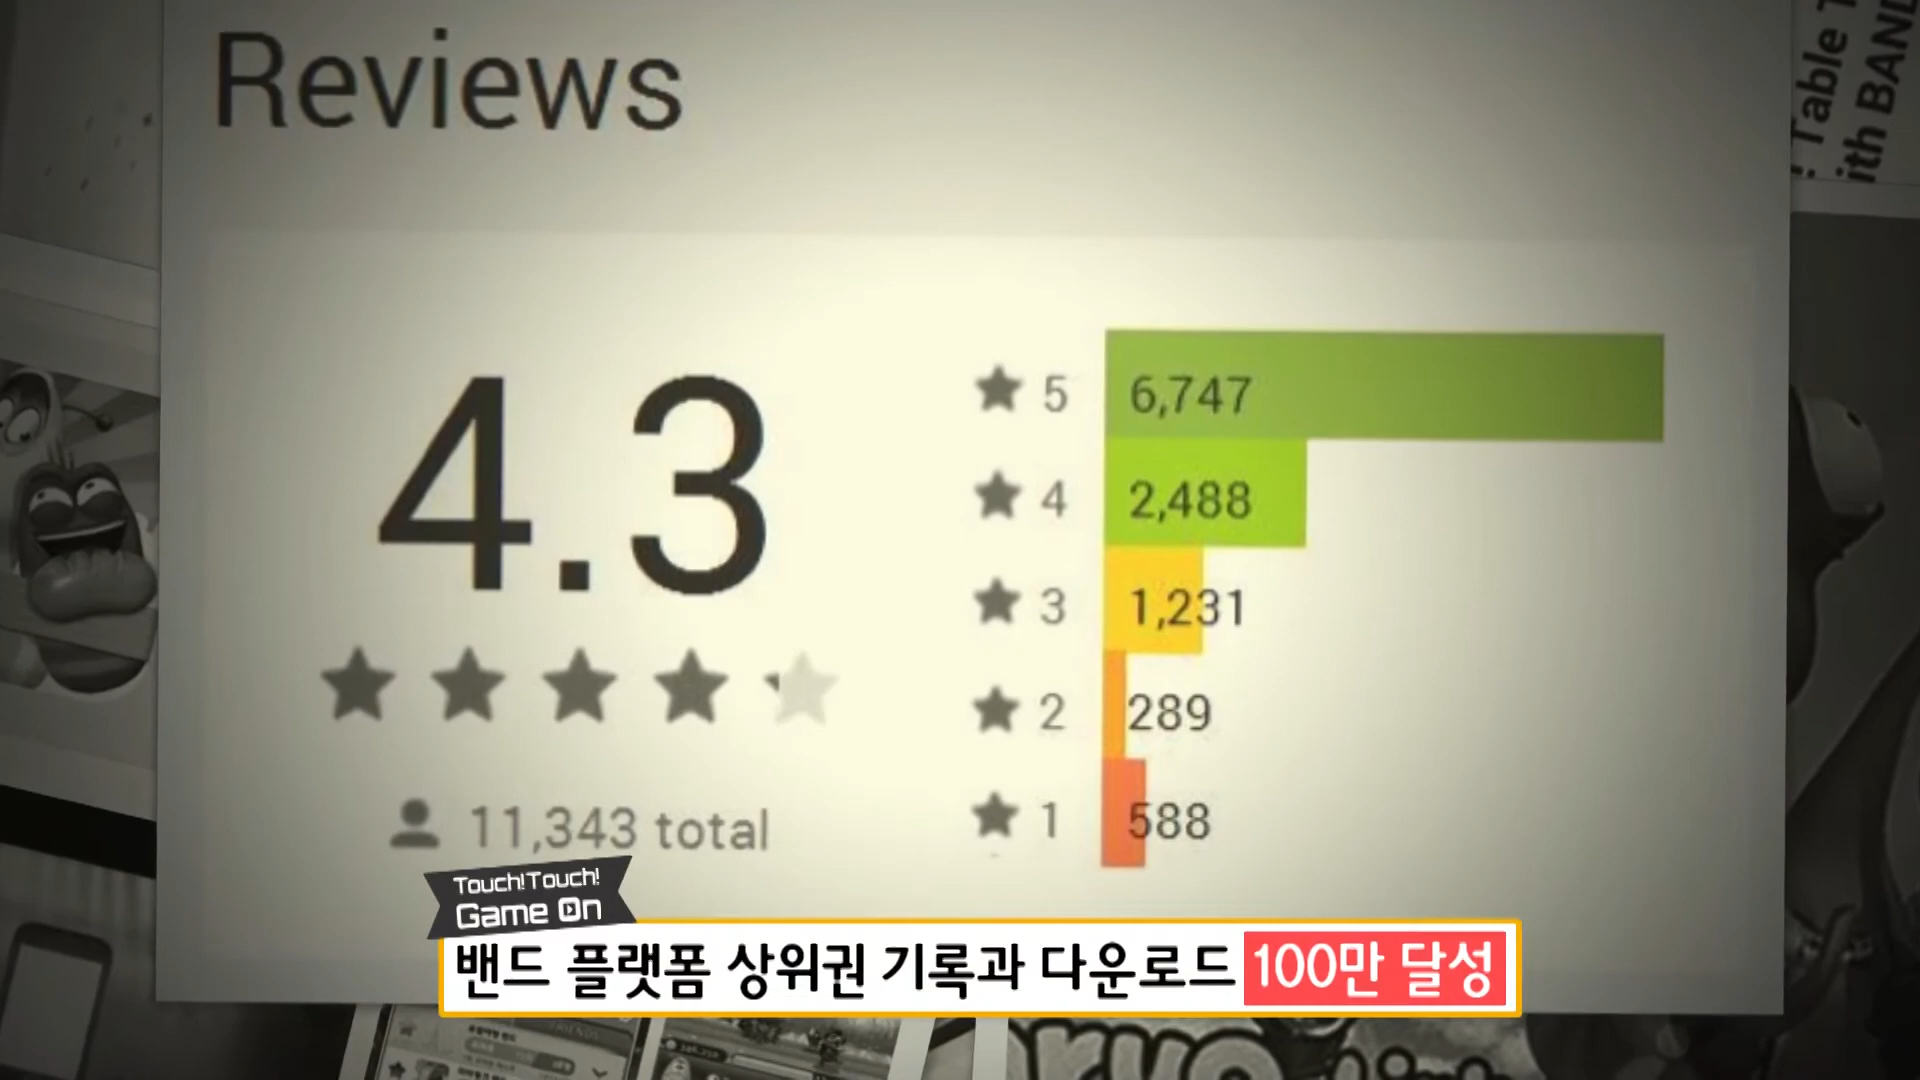 Reviews
4.3
11,343 total
5 6,747
4 2,488
3 1,231
2 289
1 588
Touch!Touch!
Game On
밴드 플랫폼 상위권 기록과 다운로드 100만 달성
! Table T
ith BAND
FRIENDS